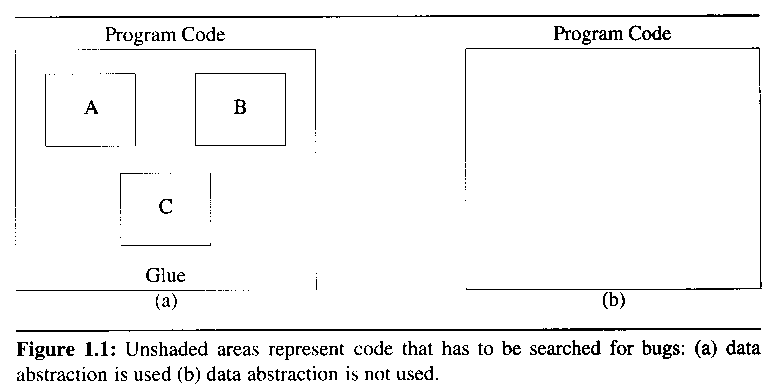 Program Code
Program Code
A
B
C
Glue
(a)
(b)
Figure 1.1: Unshaded areas represent code that has to be searched for bugs: (a) data
abstraction is used (b) data abstraction is not used.